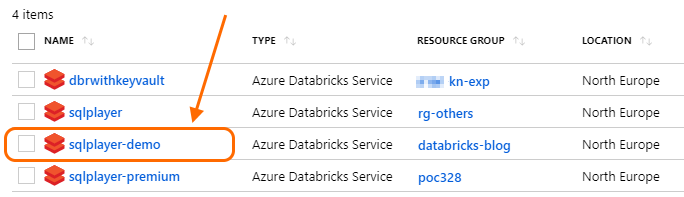 4 items
NAME ↑↓ TYPE ↑↓ RESOURCE GROUP ↑↓ LOCATION ↑↓
dbrwithkeyvault Azure Databricks Service kn-exp North Europe
sqlplayer Azure Databricks Service rg-others North Europe
sqlplayer-demo Azure Databricks Service databricks-blog North Europe
sqlplayer-premium Azure Databricks Service poc328 North Europe